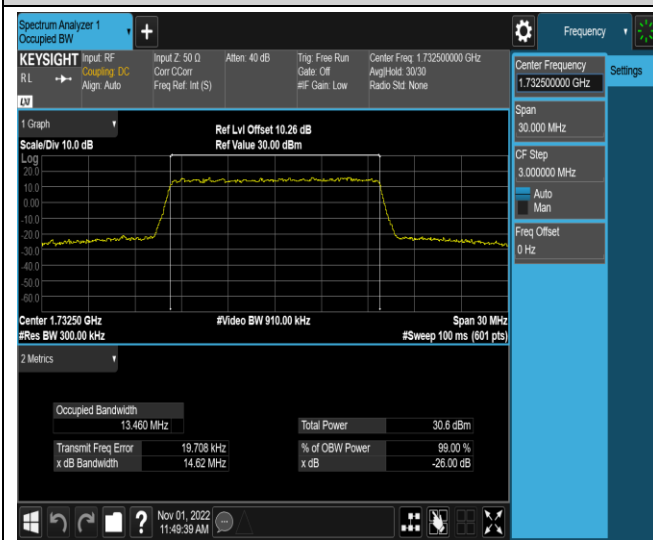 Spectrum Analyzer 1
Occupied BW
+
Frequency
KEYSIGHT
RL
LXI
Input: RF
Coupling: DC
Align: Auto
Input Z: 50 Ω
Corr CCorr
Freq Ref: Int (S)
Atten: 40 dB
Trig: Free Run
Gate: Off
#IF Gain: Low
Center Freq: 1.732500000 GHz
Avg|Hold: 30/30
Radio Std: None
Center Frequency
1.732500000 GHz
Settings
Span
30.000 MHz
CF Step
3.000000 MHz
Auto
Man
Freq Offset
0 Hz
1 Graph
Scale/Div 10.0 dB
Ref Lvl Offset 10.26 dB
Ref Value 30.00 dBm
Log
20.0
10.0
0.00
-10.0
-20.0
-30.0
-40.0
-50.0
-60.0
Center 1.73250 GHz
#Video BW 910.00 kHz
Span 30 MHz
#Res BW 300.00 kHz
#Sweep 100 ms (601 pts)
2 Metrics
Occupied Bandwidth
13.460 MHz
Total Power 30.6 dBm
Transmit Freq Error 19.708 kHz
% of OBW Power 99.00 %
x dB Bandwidth 14.62 MHz
x dB -26.00 dB
?
Nov 01, 2022
11:49:39 AM